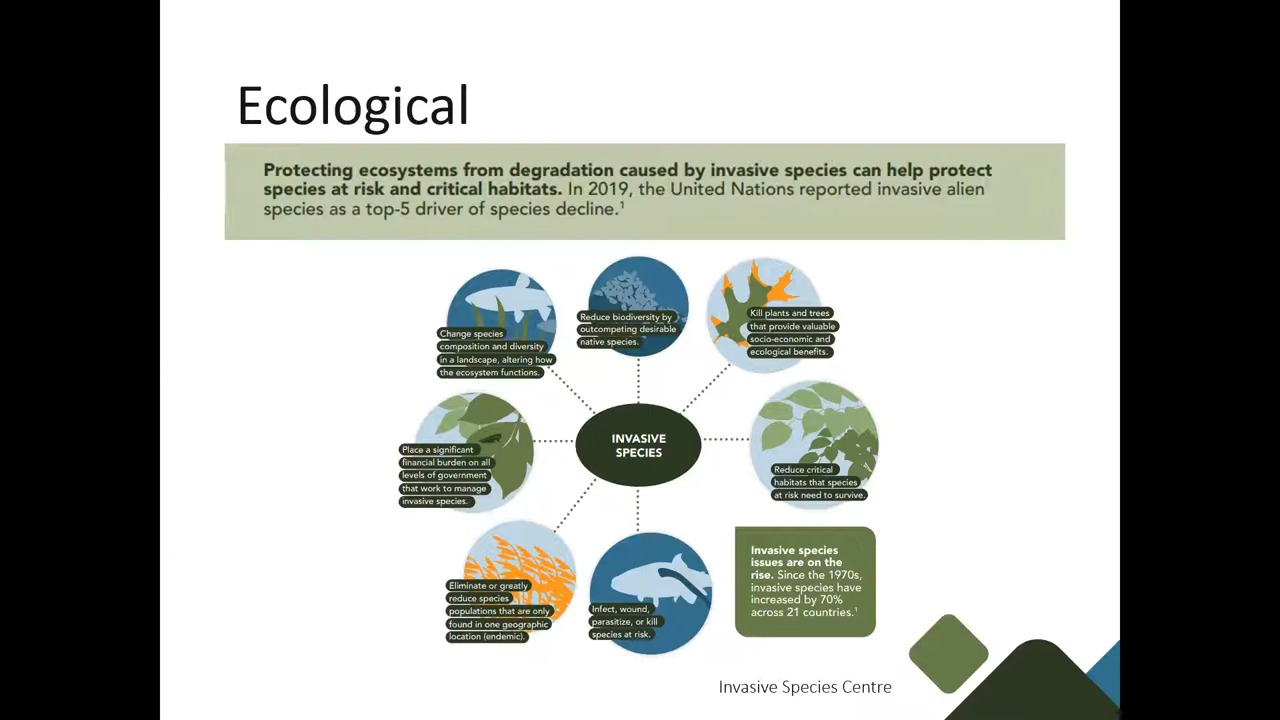 Ecological
Protecting ecosystems from degradation caused by invasive species can help protect
species at risk and critical habitats. In 2019, the United Nations reported invasive alien
species as a top-5 driver of species decline.¹
Change species
composition and diversity
in a landscape, altering how
the ecosystem functions.
Reduce biodiversity by
outcompeting desirable
native species.
Kill plants and trees
that provide valuable
socio-economic and
ecological benefits.
Place a significant
financial burden on all
levels of government
that work to manage
invasive species.
INVASIVE
SPECIES
Reduce critical
habitats that species
at risk need to survive.
Eliminate or greatly
reduce species
populations that are only
found in one geographic
location (endemic).
Infect, wound,
parasitize, or kill
species at risk.
Invasive species
issues are on the
rise. Since the 1970s,
invasive species have
increased by 70%
across 21 countries.¹
Invasive Species Centre